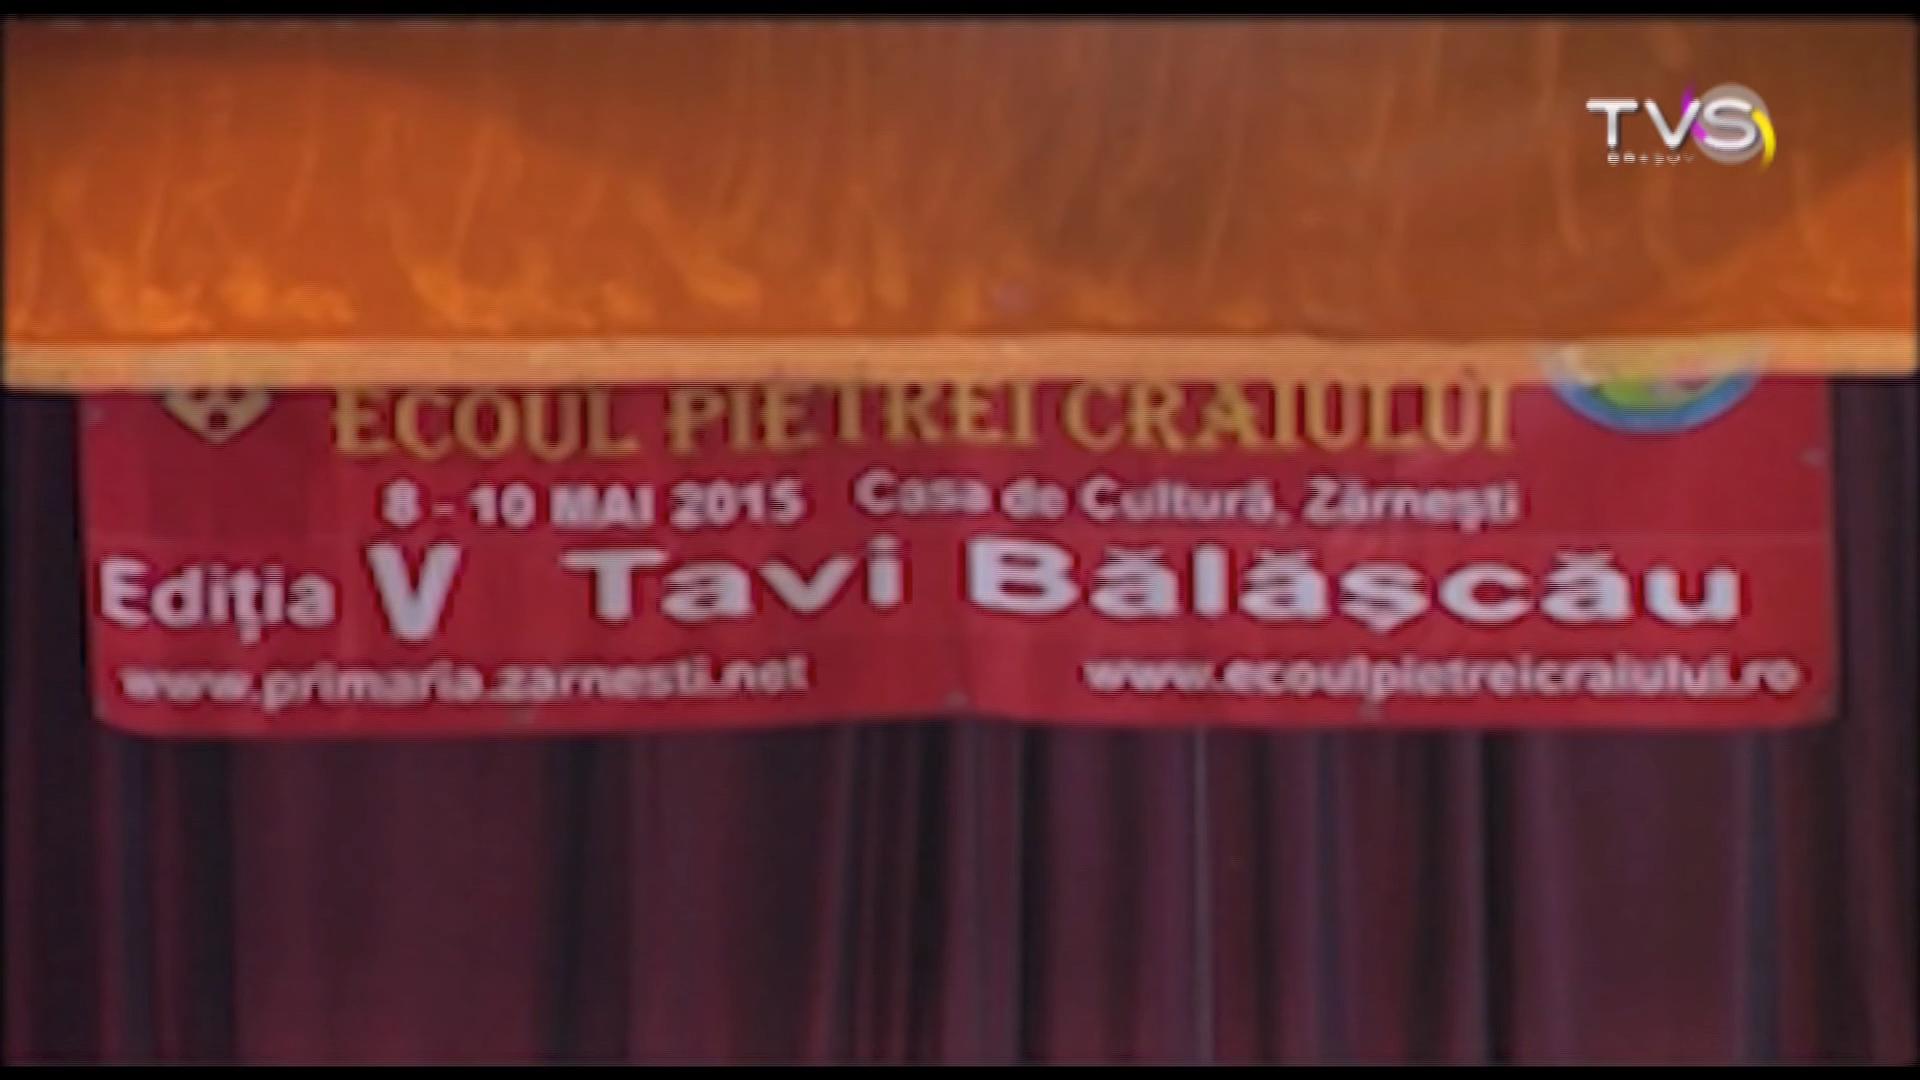 TVS
BRAȘOV
ECOUL PIETREI CRAIULUI
8 - 10 MAI 2015 Casa de Cultură, Zărnești
Ediția V Tavi Bălășcău
www.primaria.zarnesti.net www.ecoulpietreicraiului.ro